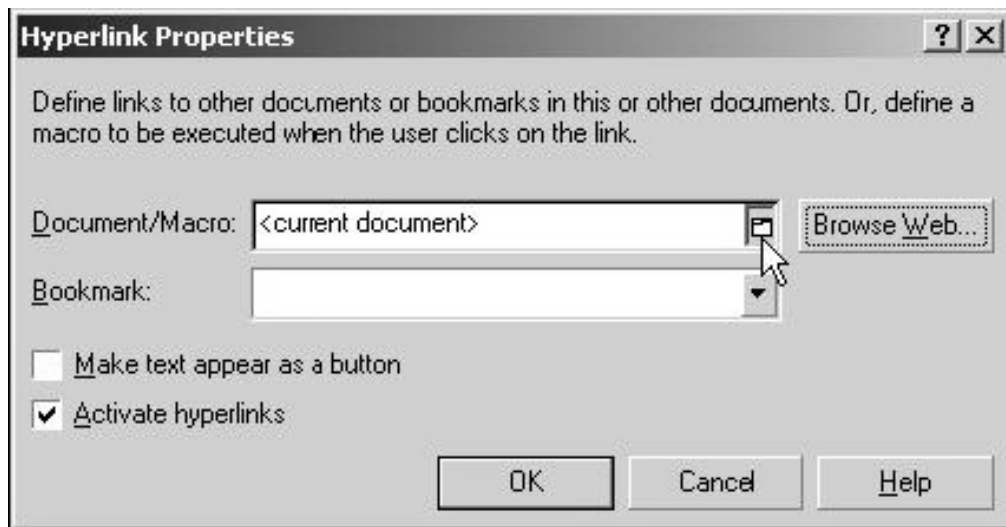 Hyperlink Properties
Define links to other documents or bookmarks in this or other documents. Or, define a
macro to be executed when the user clicks on the link.
Document/Macro: <current document> Browse Web...
Bookmark:
Make text appear as a button
Activate hyperlinks
OK Cancel Help